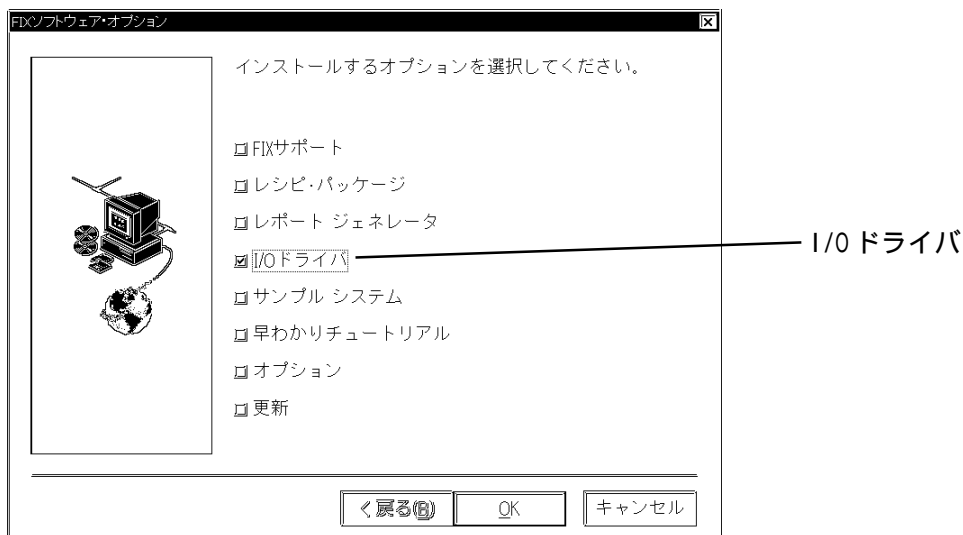 FIXソフトウェア・オプション
インストールするオプションを選択してください。
FIXサポート
レシピ・パッケージ
レポート ジェネレータ
I/Oドライバ
I/Oドライバ
サンプル システム
早わかりチュートリアル
オプション
更新
<戻る(B)
OK
キャンセル